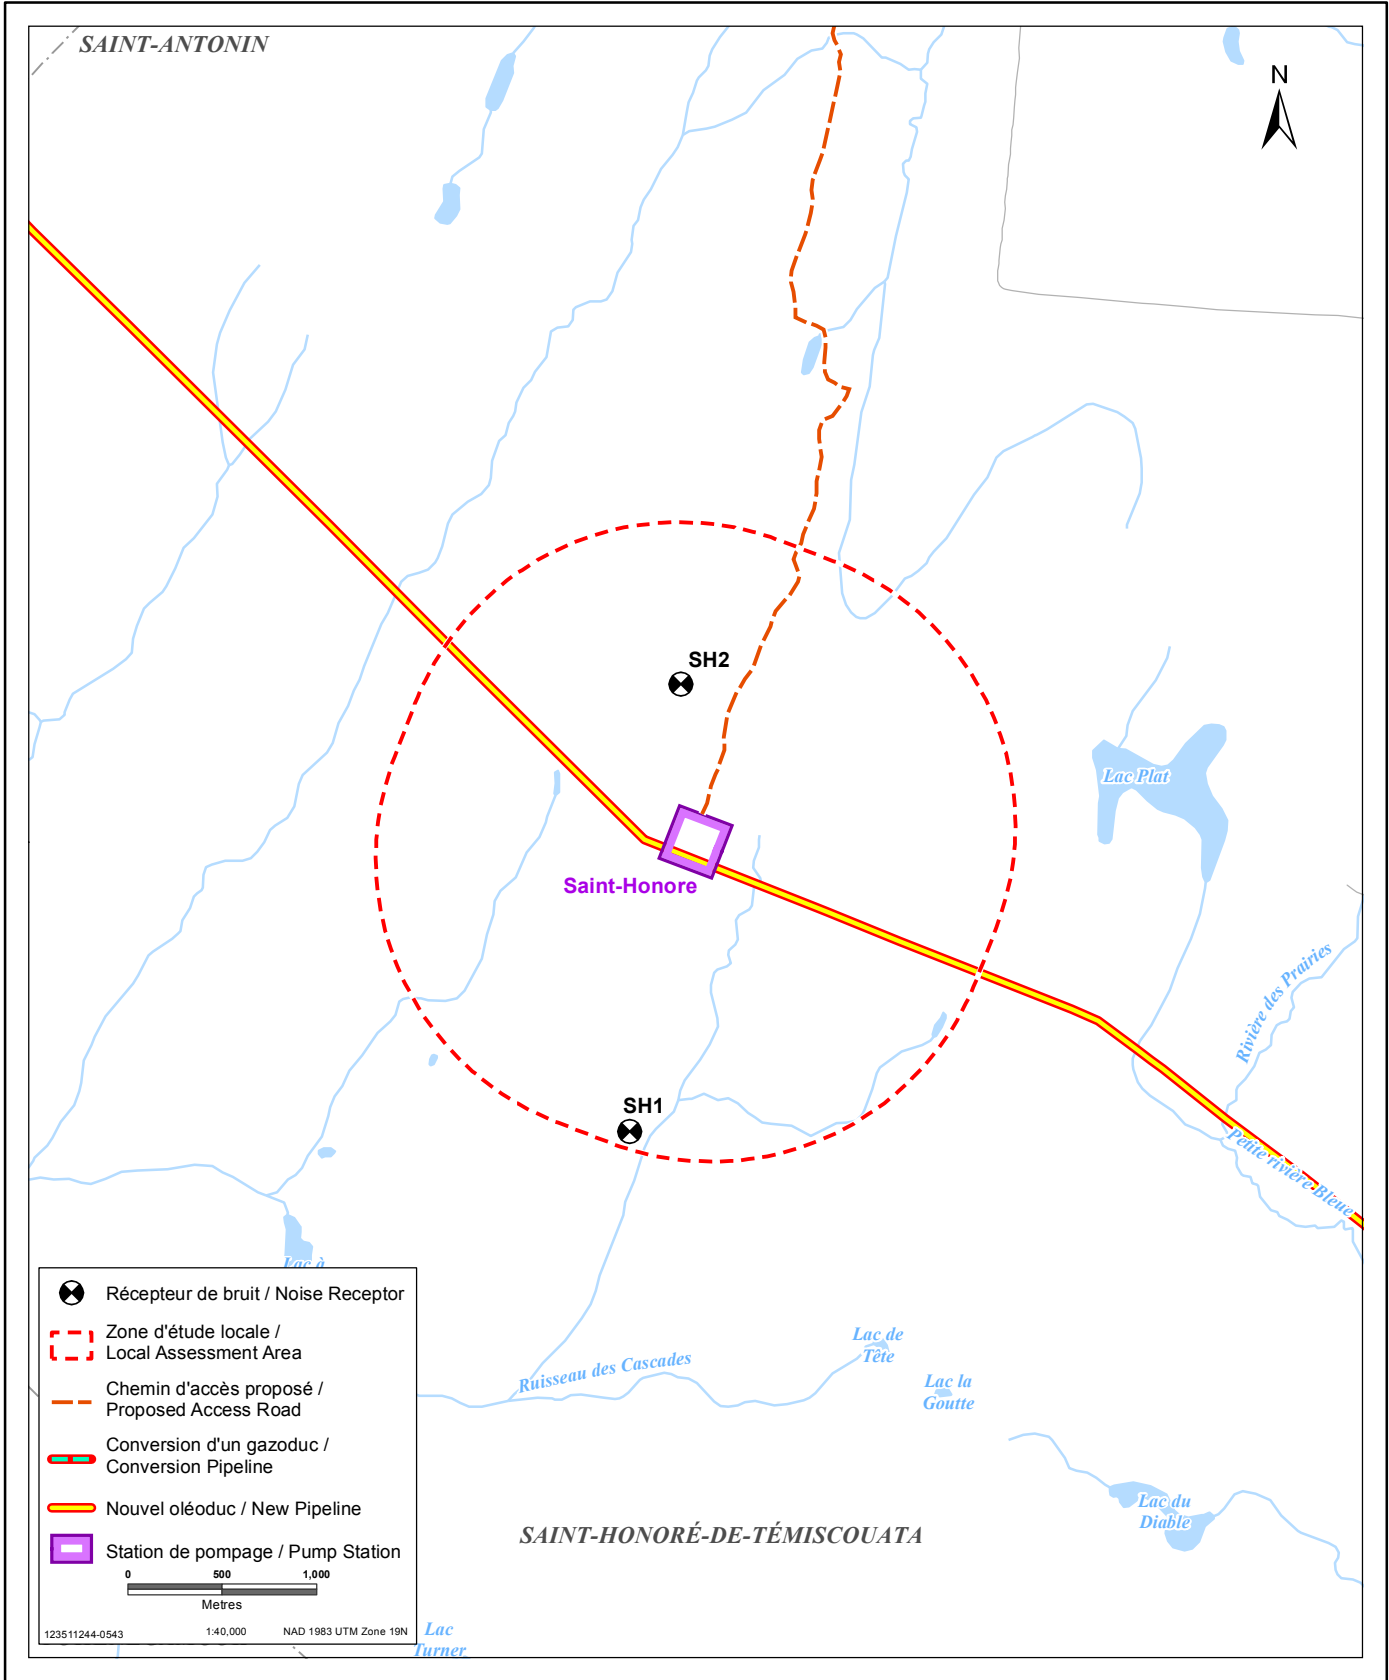 SAINT-ANTONIN
N
SH2
Lac Plat
Saint-Honore
Rivière des Prairies
SH1
Petite rivière Bleue
Lac à
Récepteur de bruit / Noise Receptor
Zone d'étude locale /
Local Assessment Area
Chemin d'accès proposé /
Proposed Access Road
Conversion d'un gazoduc /
Conversion Pipeline
Nouvel oléoduc / New Pipeline
Station de pompage / Pump Station
0 500 1,000
Metres
123511244-0543 1:40,000 NAD 1983 UTM Zone 19N
Lac de
Tête
Ruisseau des Cascades
Lac la
Goutte
Lac du
Diable
SAINT-HONORÉ-DE-TÉMISCOUATA
Lac
Turner